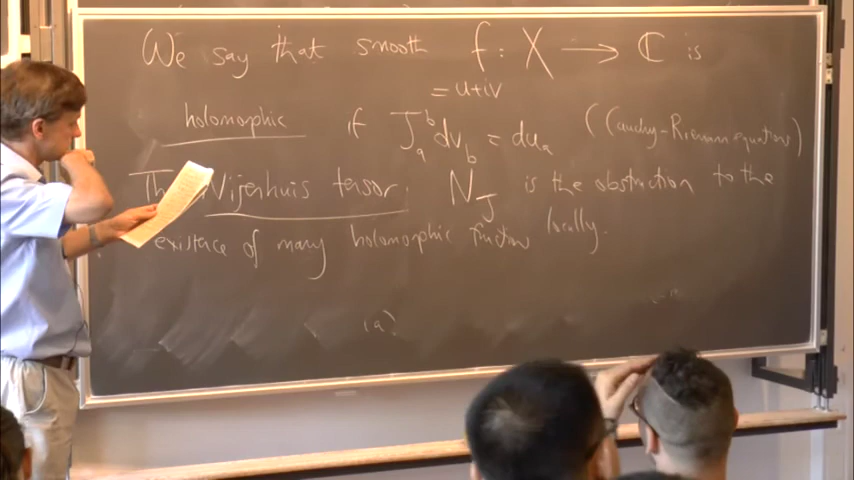 We say that smooth f : X → ℂ is
= u+iv
holomorphic if J_a^b dv_b = du_a (Cauchy-Riemann equations)
The Nijenhuis tensor N_J is the obstruction to the
existence of many holomorphic function locally.
(a)